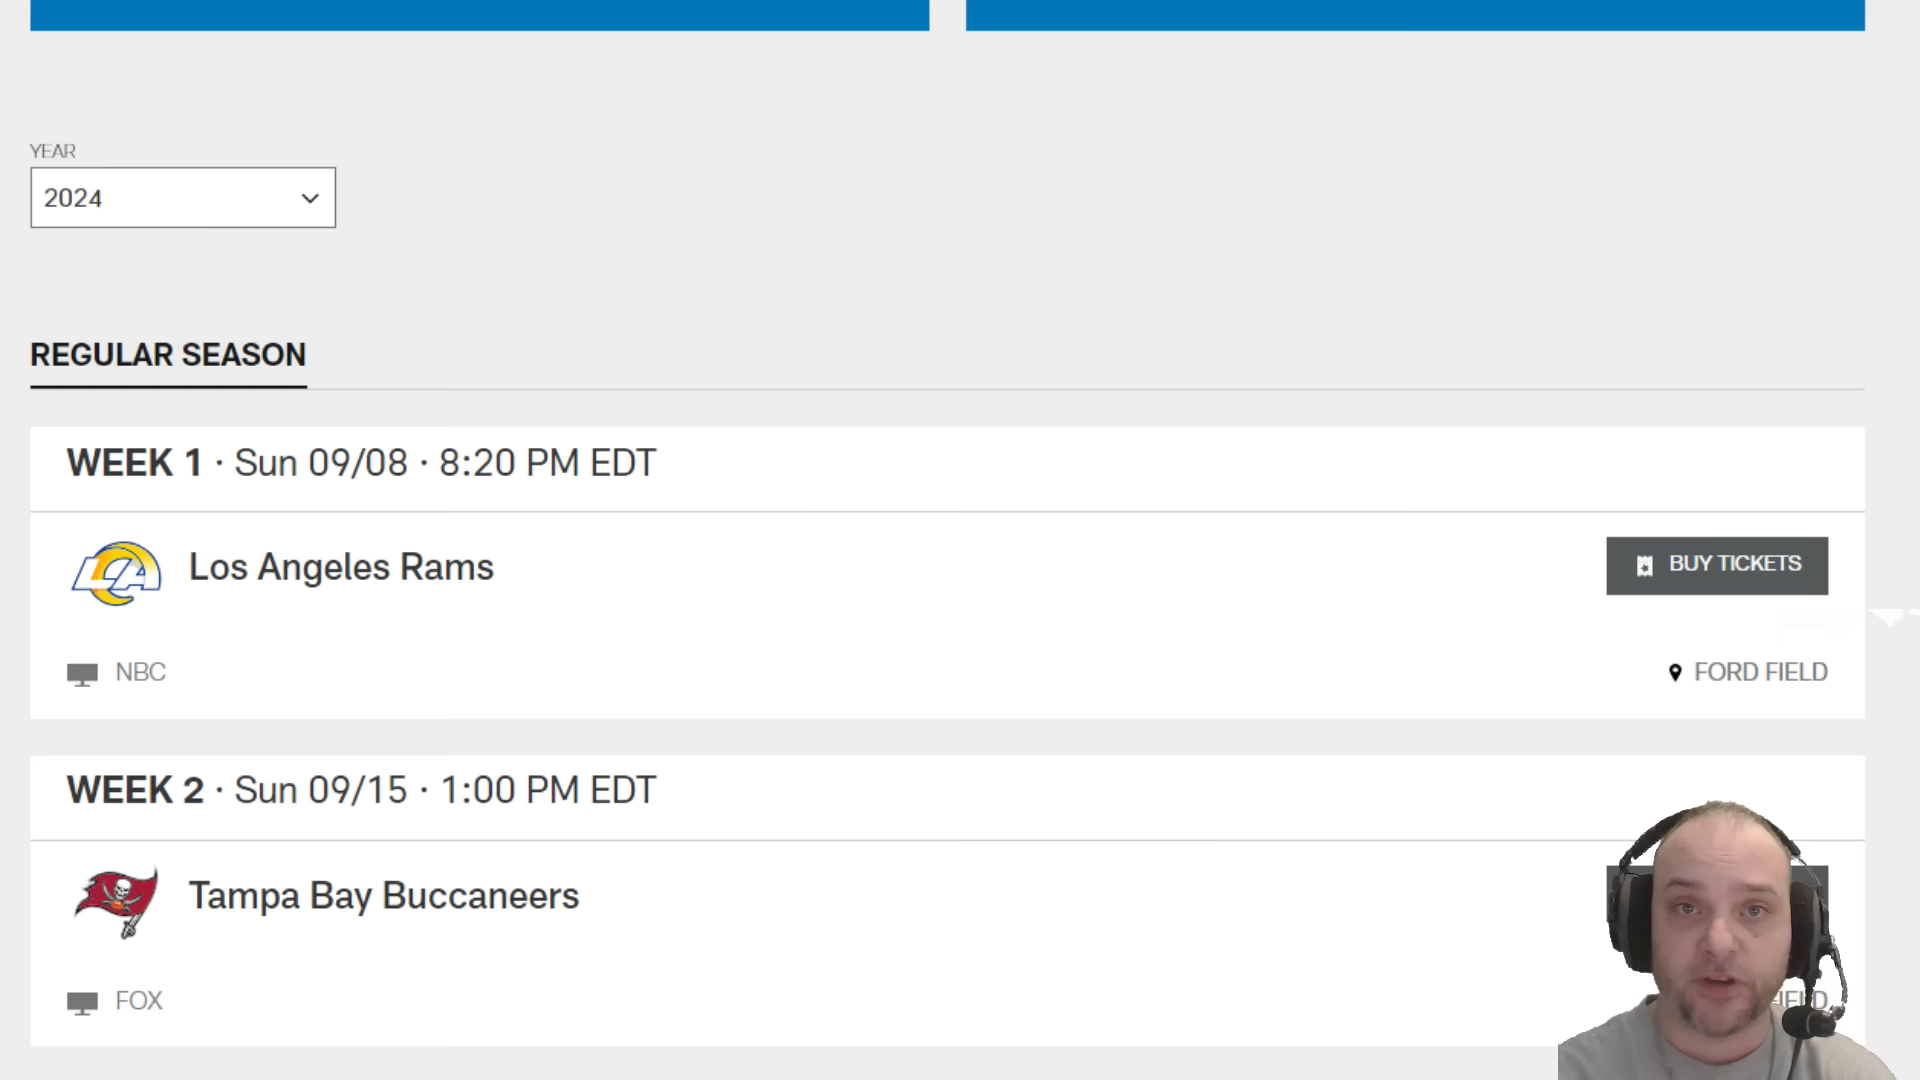 YEAR
2024
REGULAR SEASON
WEEK 1 · Sun 09/08 · 8:20 PM EDT
LA
Los Angeles Rams
BUY TICKETS
NBC
FORD FIELD
WEEK 2 · Sun 09/15 · 1:00 PM EDT
Tampa Bay Buccaneers
FOX